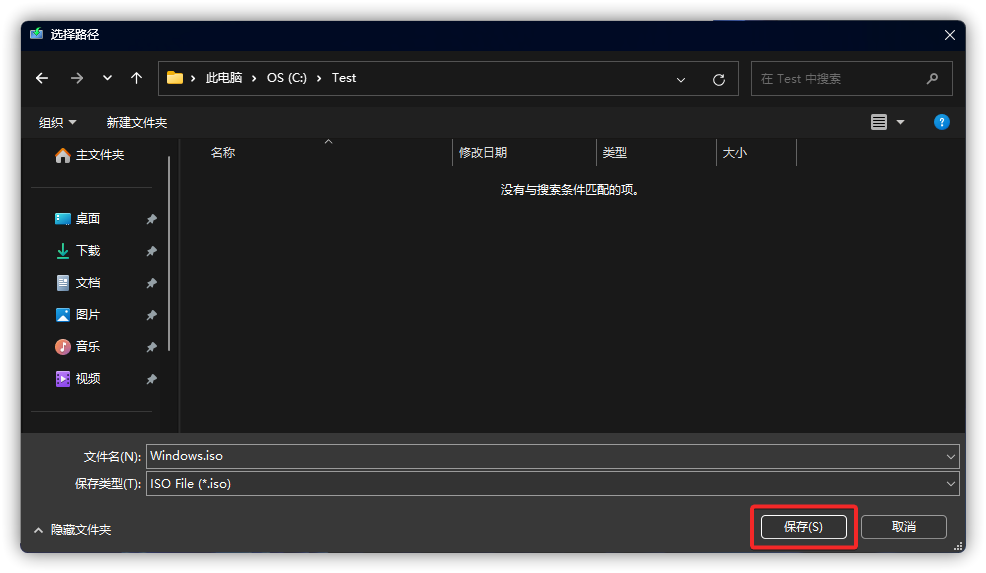 选择路径
此电脑 > OS (C:) > Test
在 Test 中搜索
组织 新建文件夹
?
主文件夹
名称 修改日期 类型 大小
没有与搜索条件匹配的项。
桌面
下载
文档
图片
音乐
视频
文件名(N): Windows.iso
保存类型(T): ISO File (*.iso)
隐藏文件夹
保存(S) 取消